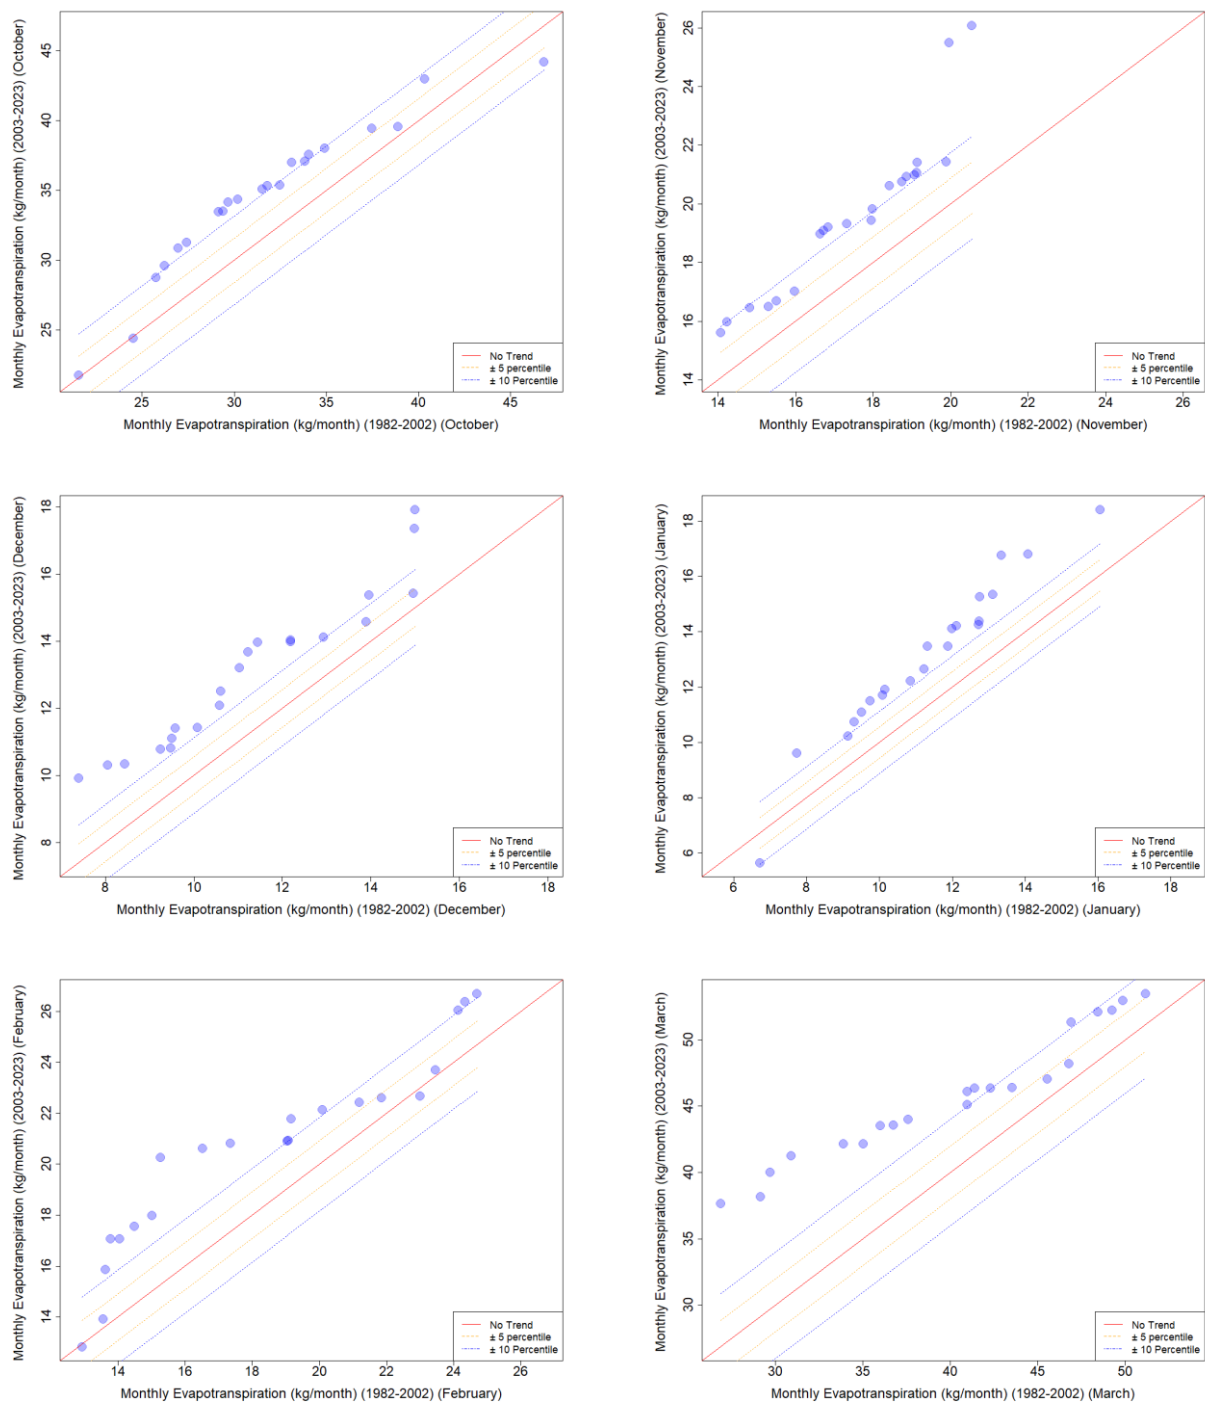 Monthly Evapotranspiration (kg/month) (2003-2023) (October)
45
40
35
30
25
25 30 35 40 45
Monthly Evapotranspiration (kg/month) (1982-2002) (October)
No Trend
± 5 percentile
± 10 Percentile
Monthly Evapotranspiration (kg/month) (2003-2023) (November)
26
24
22
20
18
16
14
14 16 18 20 22 24 26
Monthly Evapotranspiration (kg/month) (1982-2002) (November)
No Trend
± 5 percentile
± 10 Percentile
Monthly Evapotranspiration (kg/month) (2003-2023) (December)
18
16
14
12
10
8
8 10 12 14 16 18
Monthly Evapotranspiration (kg/month) (1982-2002) (December)
No Trend
± 5 percentile
± 10 Percentile
Monthly Evapotranspiration (kg/month) (2003-2023) (January)
18
16
14
12
10
8
6
6 8 10 12 14 16 18
Monthly Evapotranspiration (kg/month) (1982-2002) (January)
No Trend
± 5 percentile
± 10 Percentile
Monthly Evapotranspiration (kg/month) (2003-2023) (February)
26
24
22
20
18
16
14
14 16 18 20 22 24 26
Monthly Evapotranspiration (kg/month) (1982-2002) (February)
No Trend
± 5 percentile
± 10 Percentile
Monthly Evapotranspiration (kg/month) (2003-2023) (March)
50
45
40
35
30
30 35 40 45 50
Monthly Evapotranspiration (kg/month) (1982-2002) (March)
No Trend
± 5 percentile
± 10 Percentile